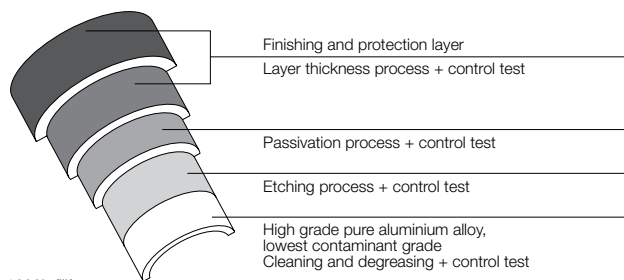 Finishing and protection layer
Layer thickness process + control test
Passivation process + control test
Etching process + control test
High grade pure aluminium alloy,
lowest contaminant grade
Cleaning and degreasing + control test